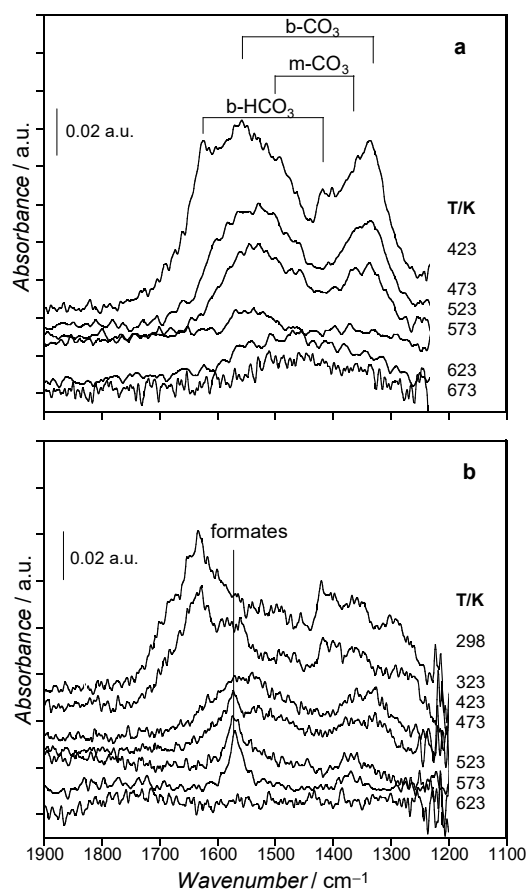 b-CO₃
a
m-CO₃
b-HCO₃
0.02 a.u.
Absorbance / a.u.
T/K
423
473
523
573
623
673
b
formates
0.02 a.u.
Absorbance / a.u.
T/K
298
323
423
473
523
573
623
1900 1800 1700 1600 1500 1400 1300 1200 1100
Wavenumber / cm⁻¹